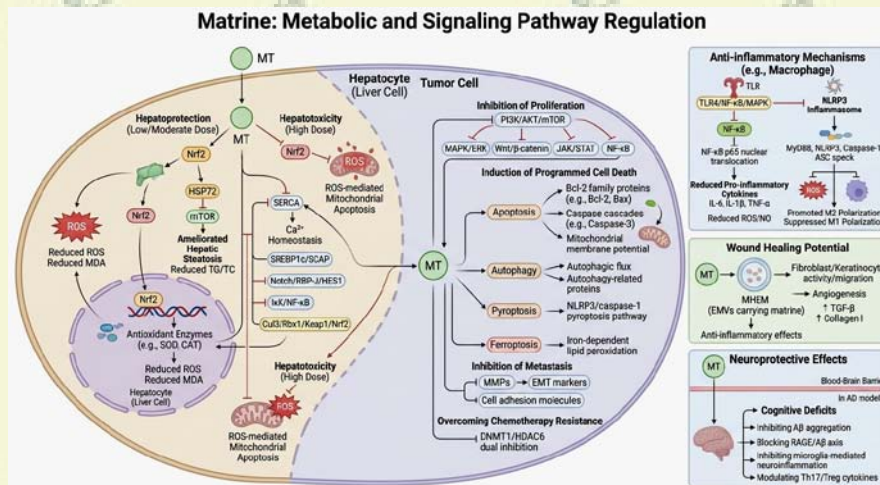 Matrine: Metabolic and Signaling Pathway Regulation
MT
Hepatocyte
(Liver Cell)
Tumor Cell
Hepatoprotection
(Low/Moderate Dose)
MT
Hepatotoxicity
(High Dose)
Nrf2
Nrf2
ROS
ROS-mediated
Mitochondrial
Apoptosis
HSP72
mTOR
Ameliorated
Hepatic
Steatosis
Reduced TG/TC
Nrf2
ROS
Reduced ROS
Reduced MDA
SERCA
Ca²⁺
Homeostasis
SREBP1c/SCAP
Notch/RBP-J/HES1
IκK/NF-κB
Cul3/Rbx1/Keap1/Nrf2
Nrf2
Antioxidant Enzymes
(e.g., SOD, CAT)
Reduced ROS
Reduced MDA
Hepatocyte
(Liver Cell)
Hepatotoxicity
(High Dose)
ROS
ROS-mediated
Mitochondrial
Apoptosis
MT
Inhibition of Proliferation
PI3K/AKT/mTOR
MAPK/ERK
Wnt/β-catenin
JAK/STAT
NF-κB
Induction of Programmed Cell Death
Apoptosis
Bcl-2 family proteins
(e.g., Bcl-2, Bax)
Caspase cascades
(e.g., Caspase-3)
Mitochondrial
membrane potential
Autophagy
Autophagic flux
Autophagy-related
proteins
Pyroptosis
NLRP3/caspase-1
pyroptosis pathway
Ferroptosis
Iron-dependent
lipid peroxidation
Inhibition of Metastasis
MMPs
EMT markers
Cell adhesion molecules
Overcoming Chemotherapy Resistance
DNMT1/HDAC6
dual inhibition
Anti-inflammatory Mechanisms
(e.g., Macrophage)
TLR
TLR4/NF-κB/MAPK
NF-κB
NF-κB p65 nuclear
translocation
Reduced Pro-inflammatory
Cytokines
IL-6, IL-1β, TNF-α
Reduced ROS/NO
NLRP3
Inflammasome
MyD88, NLRP3, Caspase-1
ASC speck
ROS
Promoted M2 Polarization
Suppressed M1 Polarization
Wound Healing Potential
MT
MHEM
(EMVs carrying matrine)
Fibroblast/Keratinocyte
activity/migration
Angiogenesis
↑ TGF-β
↑ Collagen I
Anti-inflammatory effects
Neuroprotective Effects
MT
Blood-Brain Barrier
In AD model
Cognitive Deficits
Inhibiting Aβ aggregation
Blocking RAGE/Aβ axis
Inhibiting microglia-mediated
neuroinflammation
Modulating Th17/Treg cytokines